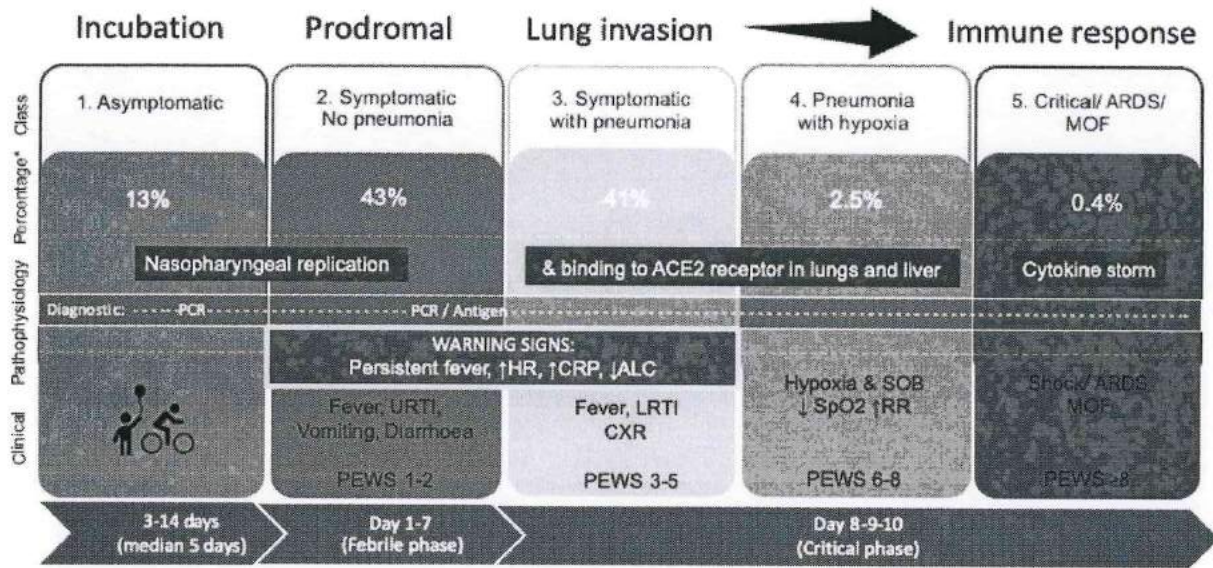 Incubation
Prodromal
Lung invasion
Immune response
Class
1. Asymptomatic
2. Symptomatic
No pneumonia
3. Symptomatic
with pneumonia
4. Pneumonia
with hypoxia
5. Critical/ ARDS/
MOF
Percentage*
13%
43%
41%
2.5%
0.4%
Pathophysiology
Nasopharyngeal replication
& binding to ACE2 receptor in lungs and liver
Cytokine storm
Diagnostic: ------PCR------
PCR / Antigen
WARNING SIGNS:
Persistent fever, ↑HR, ↑CRP, ↓ALC
Clinical
Fever, URTI,
Vomiting, Diarrhoea
PEWS 1-2
Fever, LRTI
CXR
PEWS 3-5
Hypoxia & SOB
↓ SpO2 ↑RR
PEWS 6-8
Shock/ ARDS,
MOF
PEWS ≥8
3-14 days
(median 5 days)
Day 1-7
(Febrile phase)
Day 8-9-10
(Critical phase)